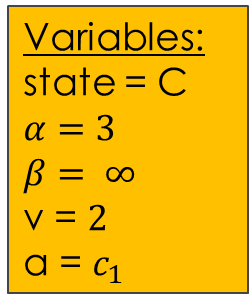 Variables:
state = C
α = 3
β = ∞
v = 2
a = c₁